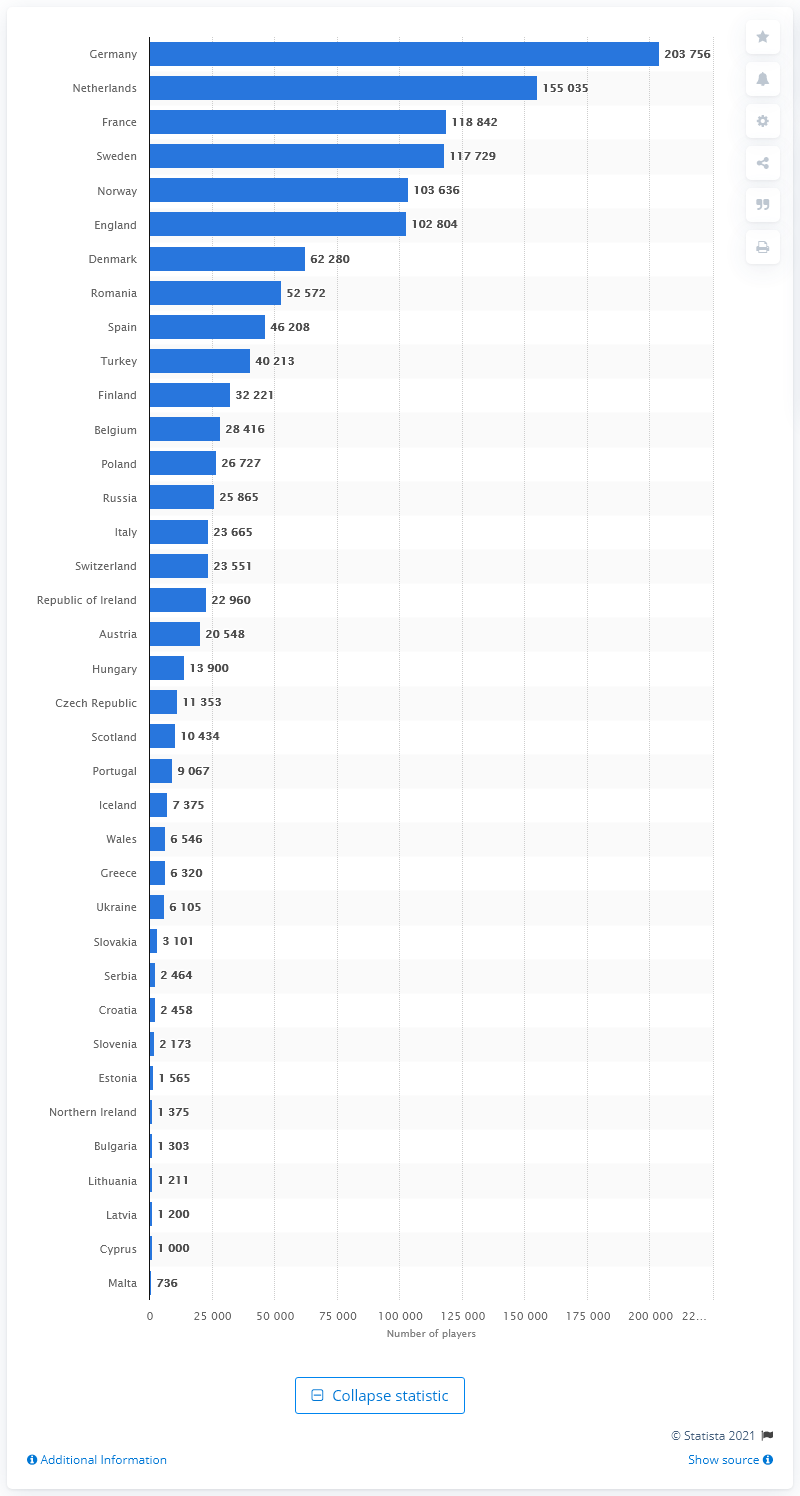 Germany 203 756
Netherlands 155 035
France 118 842
Sweden 117 729
Norway 103 636
England 102 804
Denmark 62 280
Romania 52 572
Spain 46 208
Turkey 40 213
Finland 32 221
Belgium 28 416
Poland 26 727
Russia 25 865
Italy 23 665
Switzerland 23 551
Republic of Ireland 22 960
Austria 20 548
Hungary 13 900
Czech Republic 11 353
Scotland 10 434
Portugal 9 067
Iceland 7 375
Wales 6 546
Greece 6 320
Ukraine 6 105
Slovakia 3 101
Serbia 2 464
Croatia 2 458
Slovenia 2 173
Estonia 1 565
Northern Ireland 1 375
Bulgaria 1 303
Lithuania 1 211
Latvia 1 200
Cyprus 1 000
Malta 736
0 25 000 50 000 75 000 100 000 125 000 150 000 175 000 200 000 22…
Number of players
Collapse statistic
© Statista 2021
Additional Information Show source